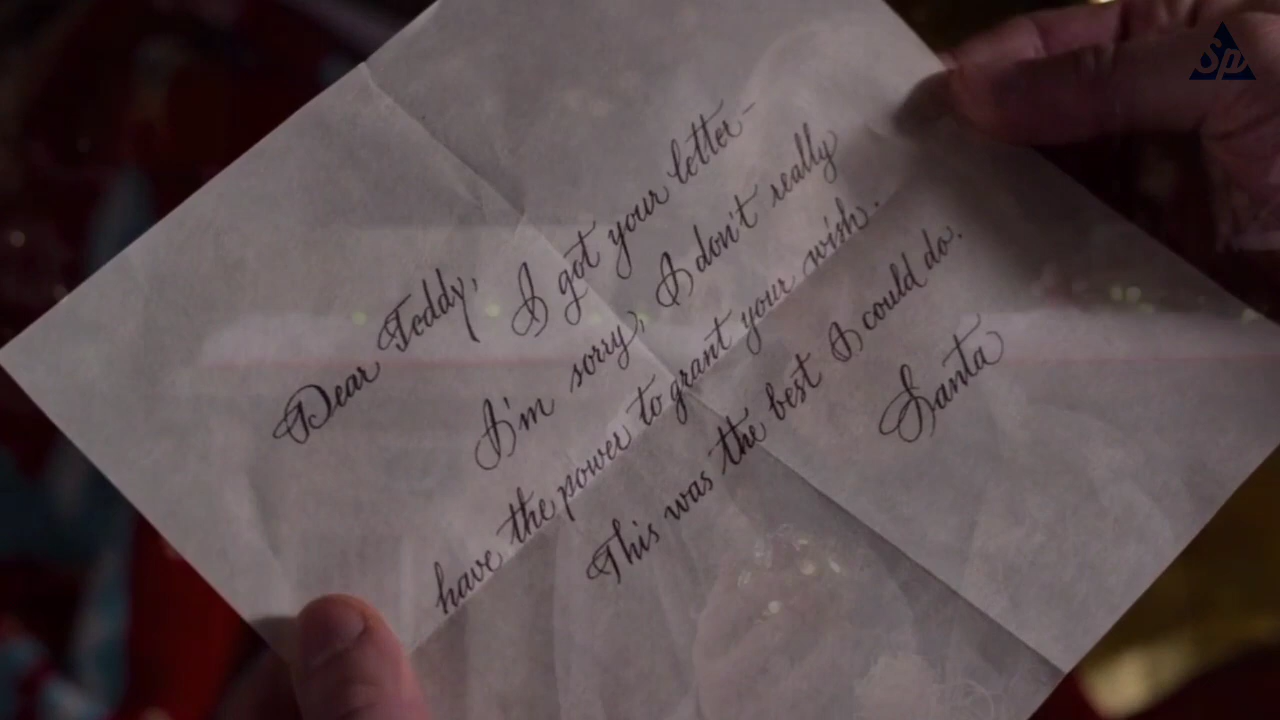 Dear Teddy, I got your letter-
I'm sorry, I don't really
have the power to grant your wish.
This was the best I could do.
Santa
Sp